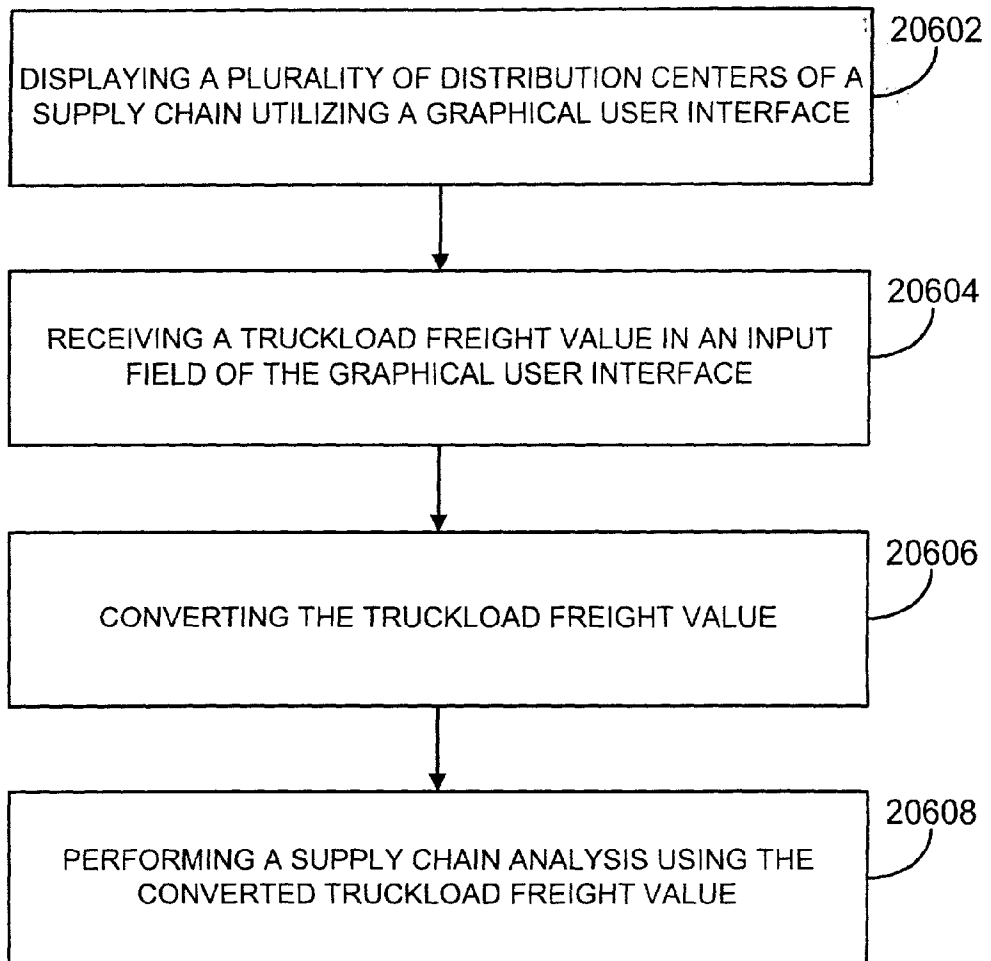 20602
DISPLAYING A PLURALITY OF DISTRIBUTION CENTERS OF A
SUPPLY CHAIN UTILIZING A GRAPHICAL USER INTERFACE
20604
RECEIVING A TRUCKLOAD FREIGHT VALUE IN AN INPUT
FIELD OF THE GRAPHICAL USER INTERFACE
20606
CONVERTING THE TRUCKLOAD FREIGHT VALUE
20608
PERFORMING A SUPPLY CHAIN ANALYSIS USING THE
CONVERTED TRUCKLOAD FREIGHT VALUE